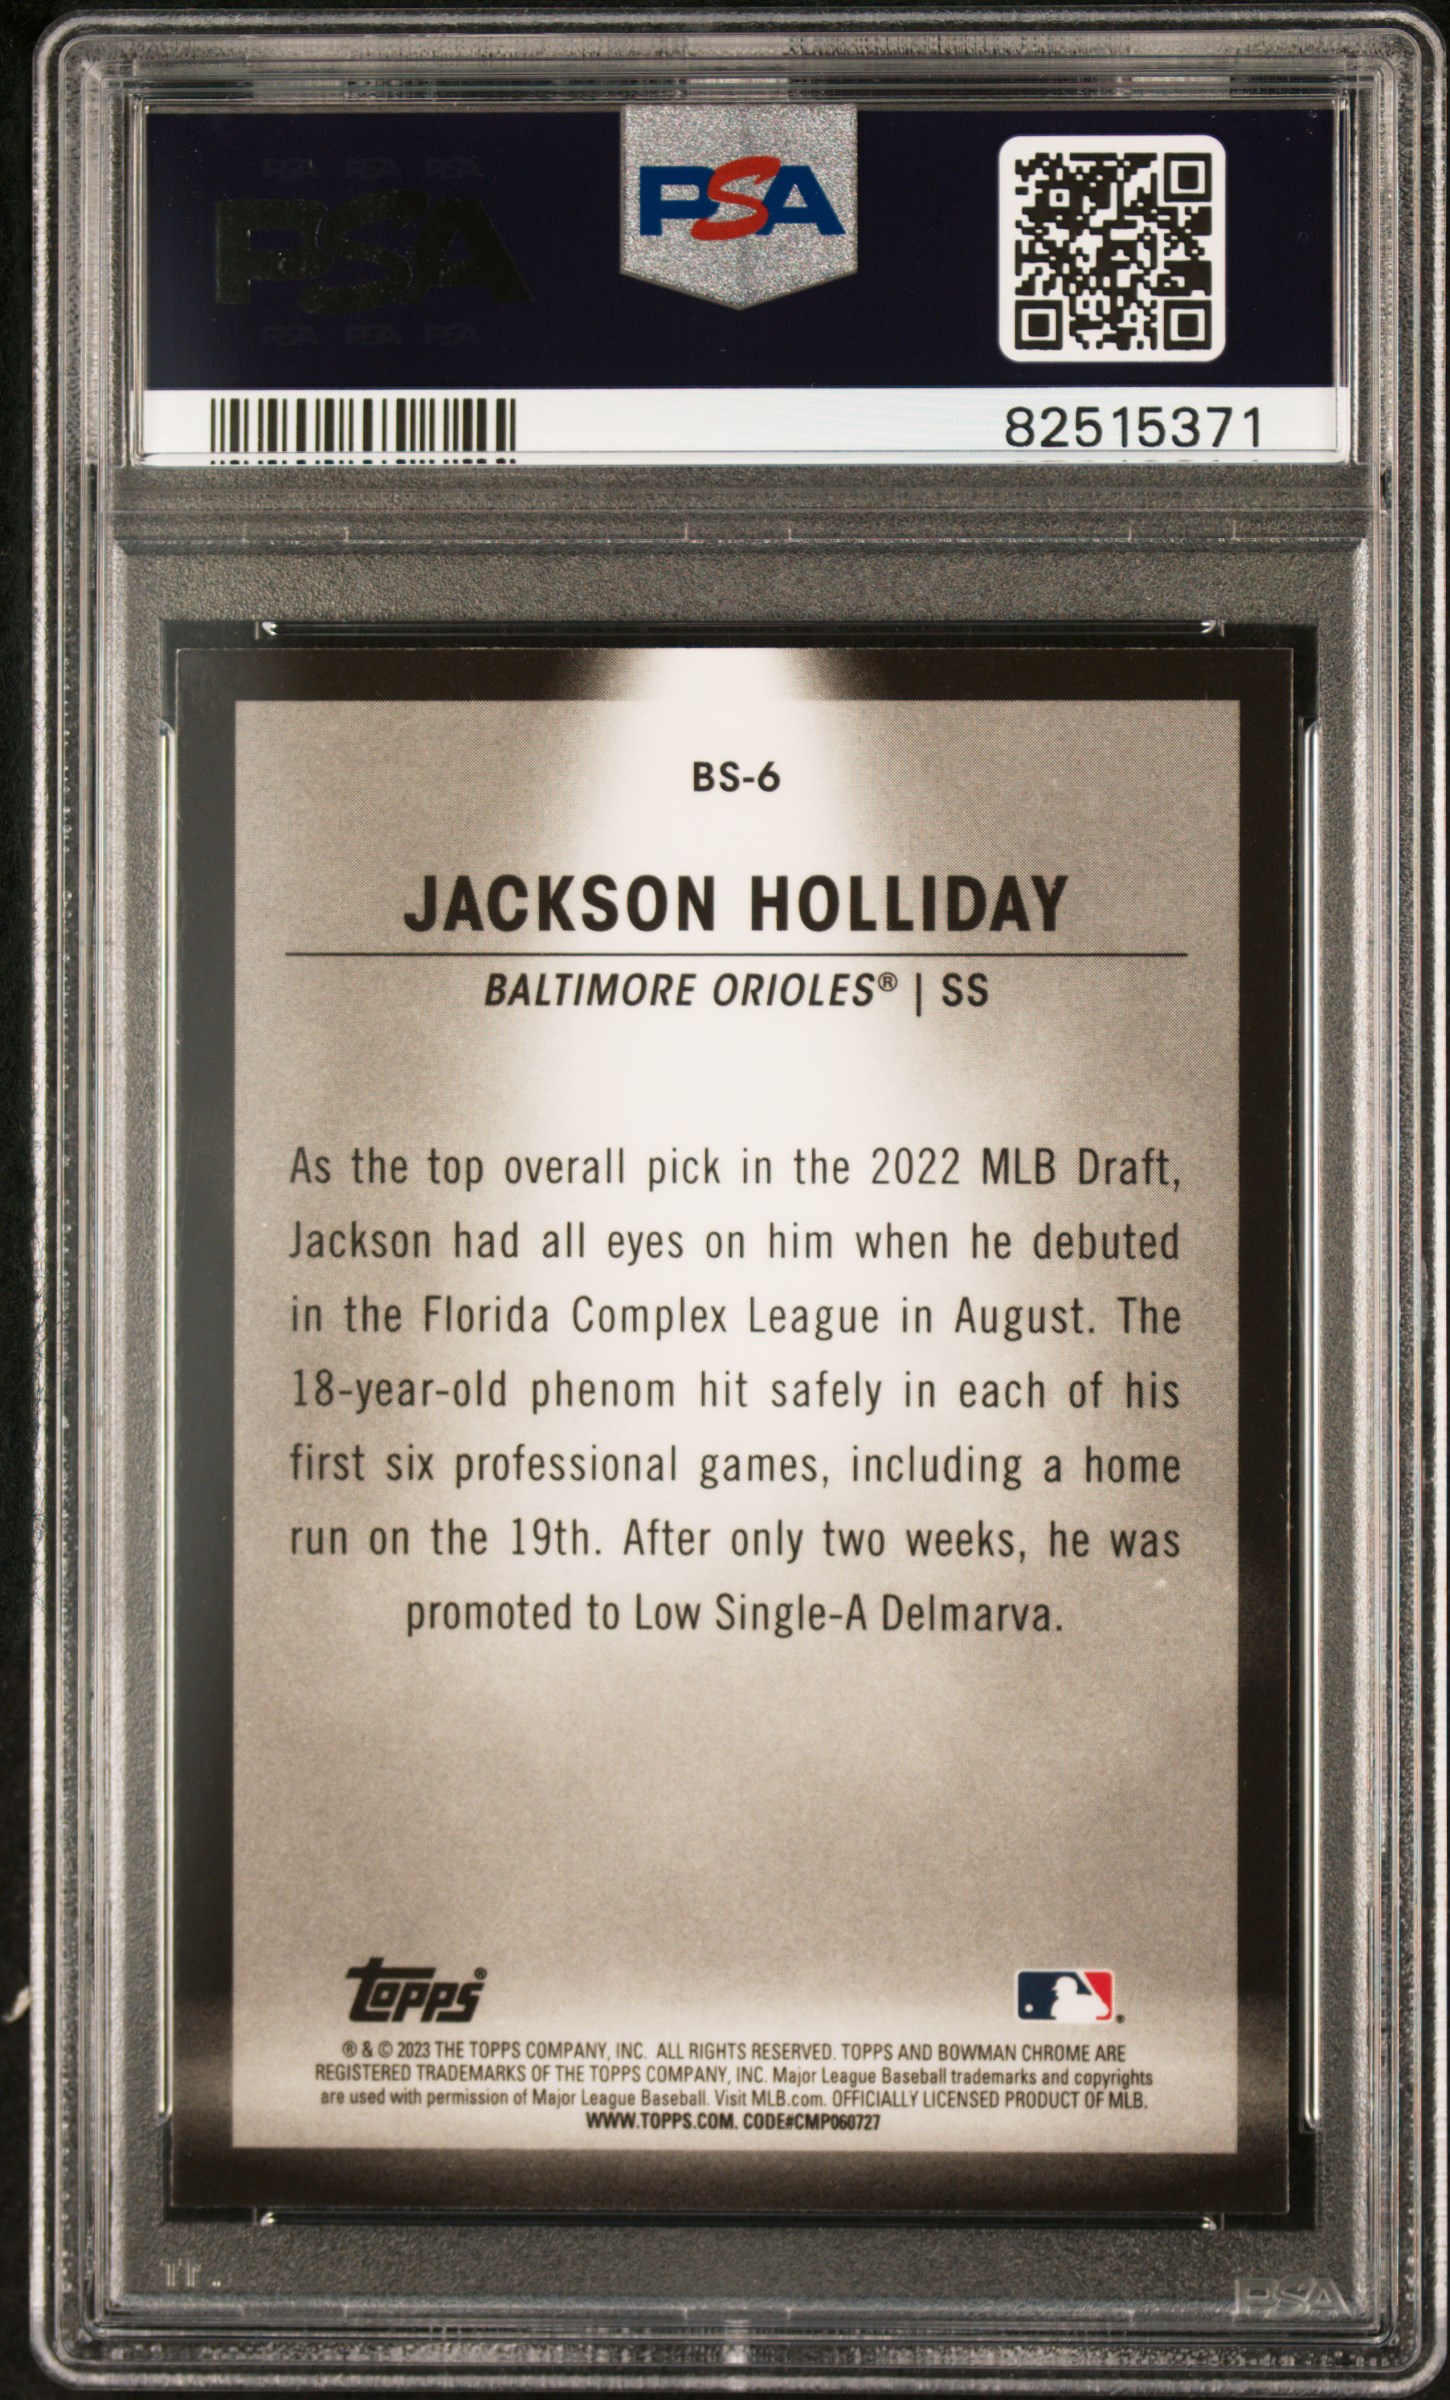 PSA PSA PSA
PSA
PSA PSA PSA
PSA
82515371
BS-6
JACKSON HOLLIDAY
BALTIMORE ORIOLES® | SS
As the top overall pick in the 2022 MLB Draft,
Jackson had all eyes on him when he debuted
in the Florida Complex League in August. The
18-year-old phenom hit safely in each of his
first six professional games, including a home
run on the 19th. After only two weeks, he was
promoted to Low Single-A Delmarva.
Topps®
® & © 2023 THE TOPPS COMPANY, INC. ALL RIGHTS RESERVED. TOPPS AND BOWMAN CHROME ARE
REGISTERED TRADEMARKS OF THE TOPPS COMPANY, INC. Major League Baseball trademarks and copyrights
are used with permission of Major League Baseball. Visit MLB.com. OFFICIALLY LICENSED PRODUCT OF MLB.
WWW.TOPPS.COM. CODE#CMP060727
PSA